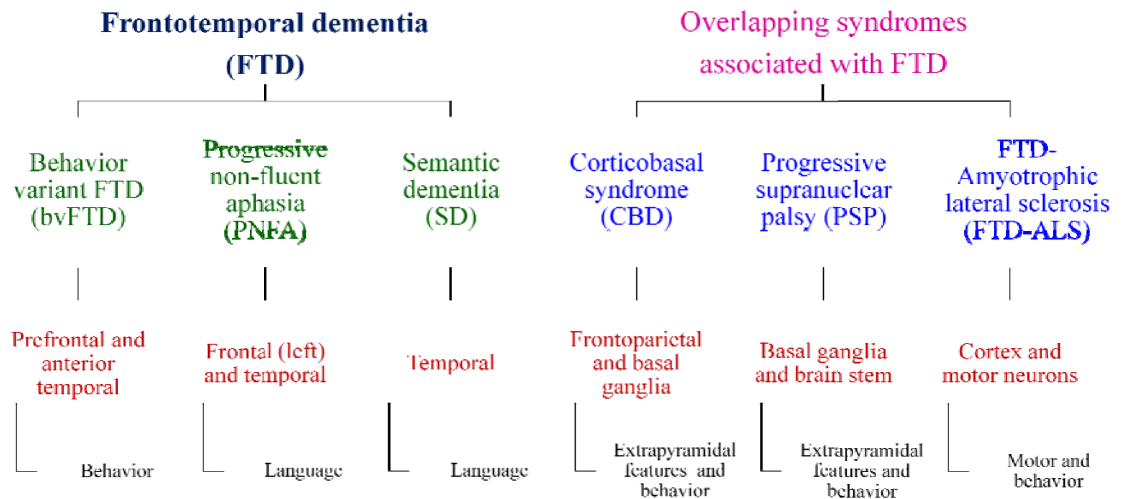 Frontotemporal dementia
(FTD)
Overlapping syndromes
associated with FTD
Behavior
variant FTD
(bvFTD)
Progressive
non-fluent
aphasia
(PNFA)
Semantic
dementia
(SD)
Corticobasal
syndrome
(CBD)
Progressive
supranuclear
palsy (PSP)
FTD-
Amyotrophic
lateral sclerosis
(FTD-ALS)
Prefrontal and
anterior
temporal
Frontal (left)
and temporal
Temporal
Frontoparietal
and basal
ganglia
Basal ganglia
and brain stem
Cortex and
motor neurons
Behavior
Language
Language
Extrapyramidal
features and
behavior
Extrapyramidal
features and
behavior
Motor and
behavior